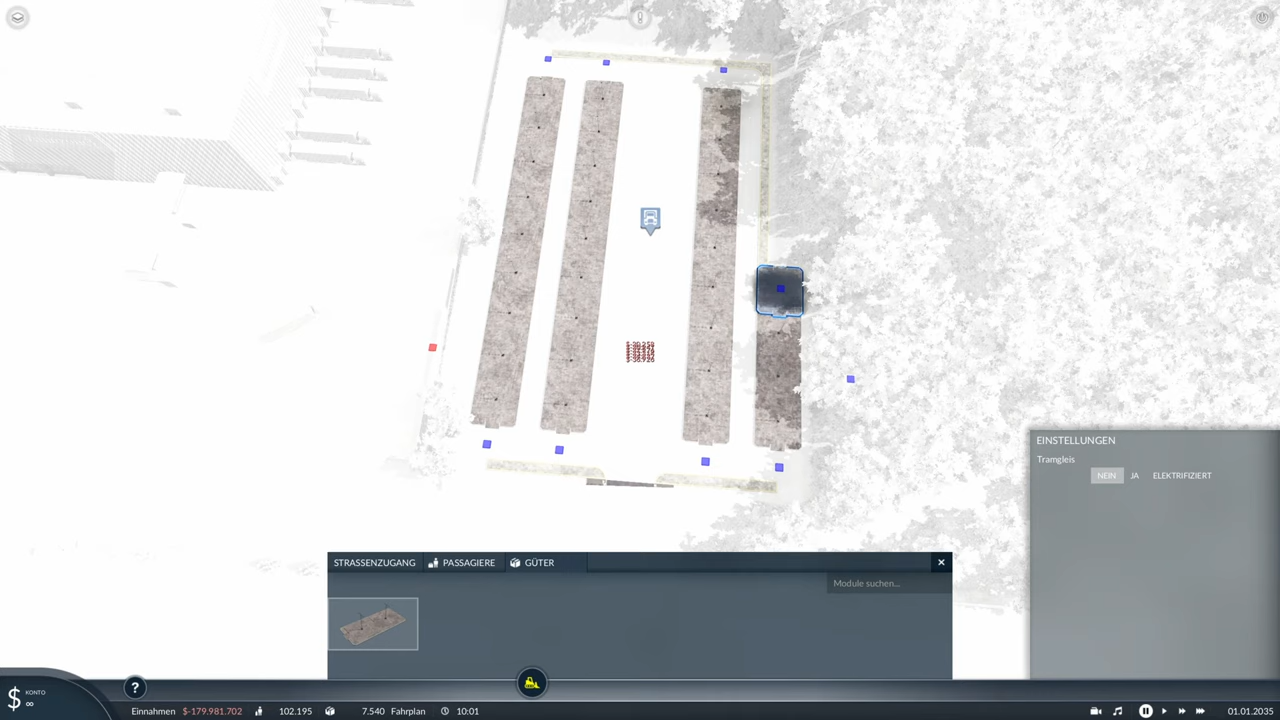 EINSTELLUNGEN
Tramgleis
NEIN JA ELEKTRIFIZIERT
STRASSENZUGANG PASSAGIERE GÜTER
Module suchen...
$ KONTO ∞
?
Einnahmen $-179.981.702 102.195 7.540 Fahrplan 10:01 01.01.2035